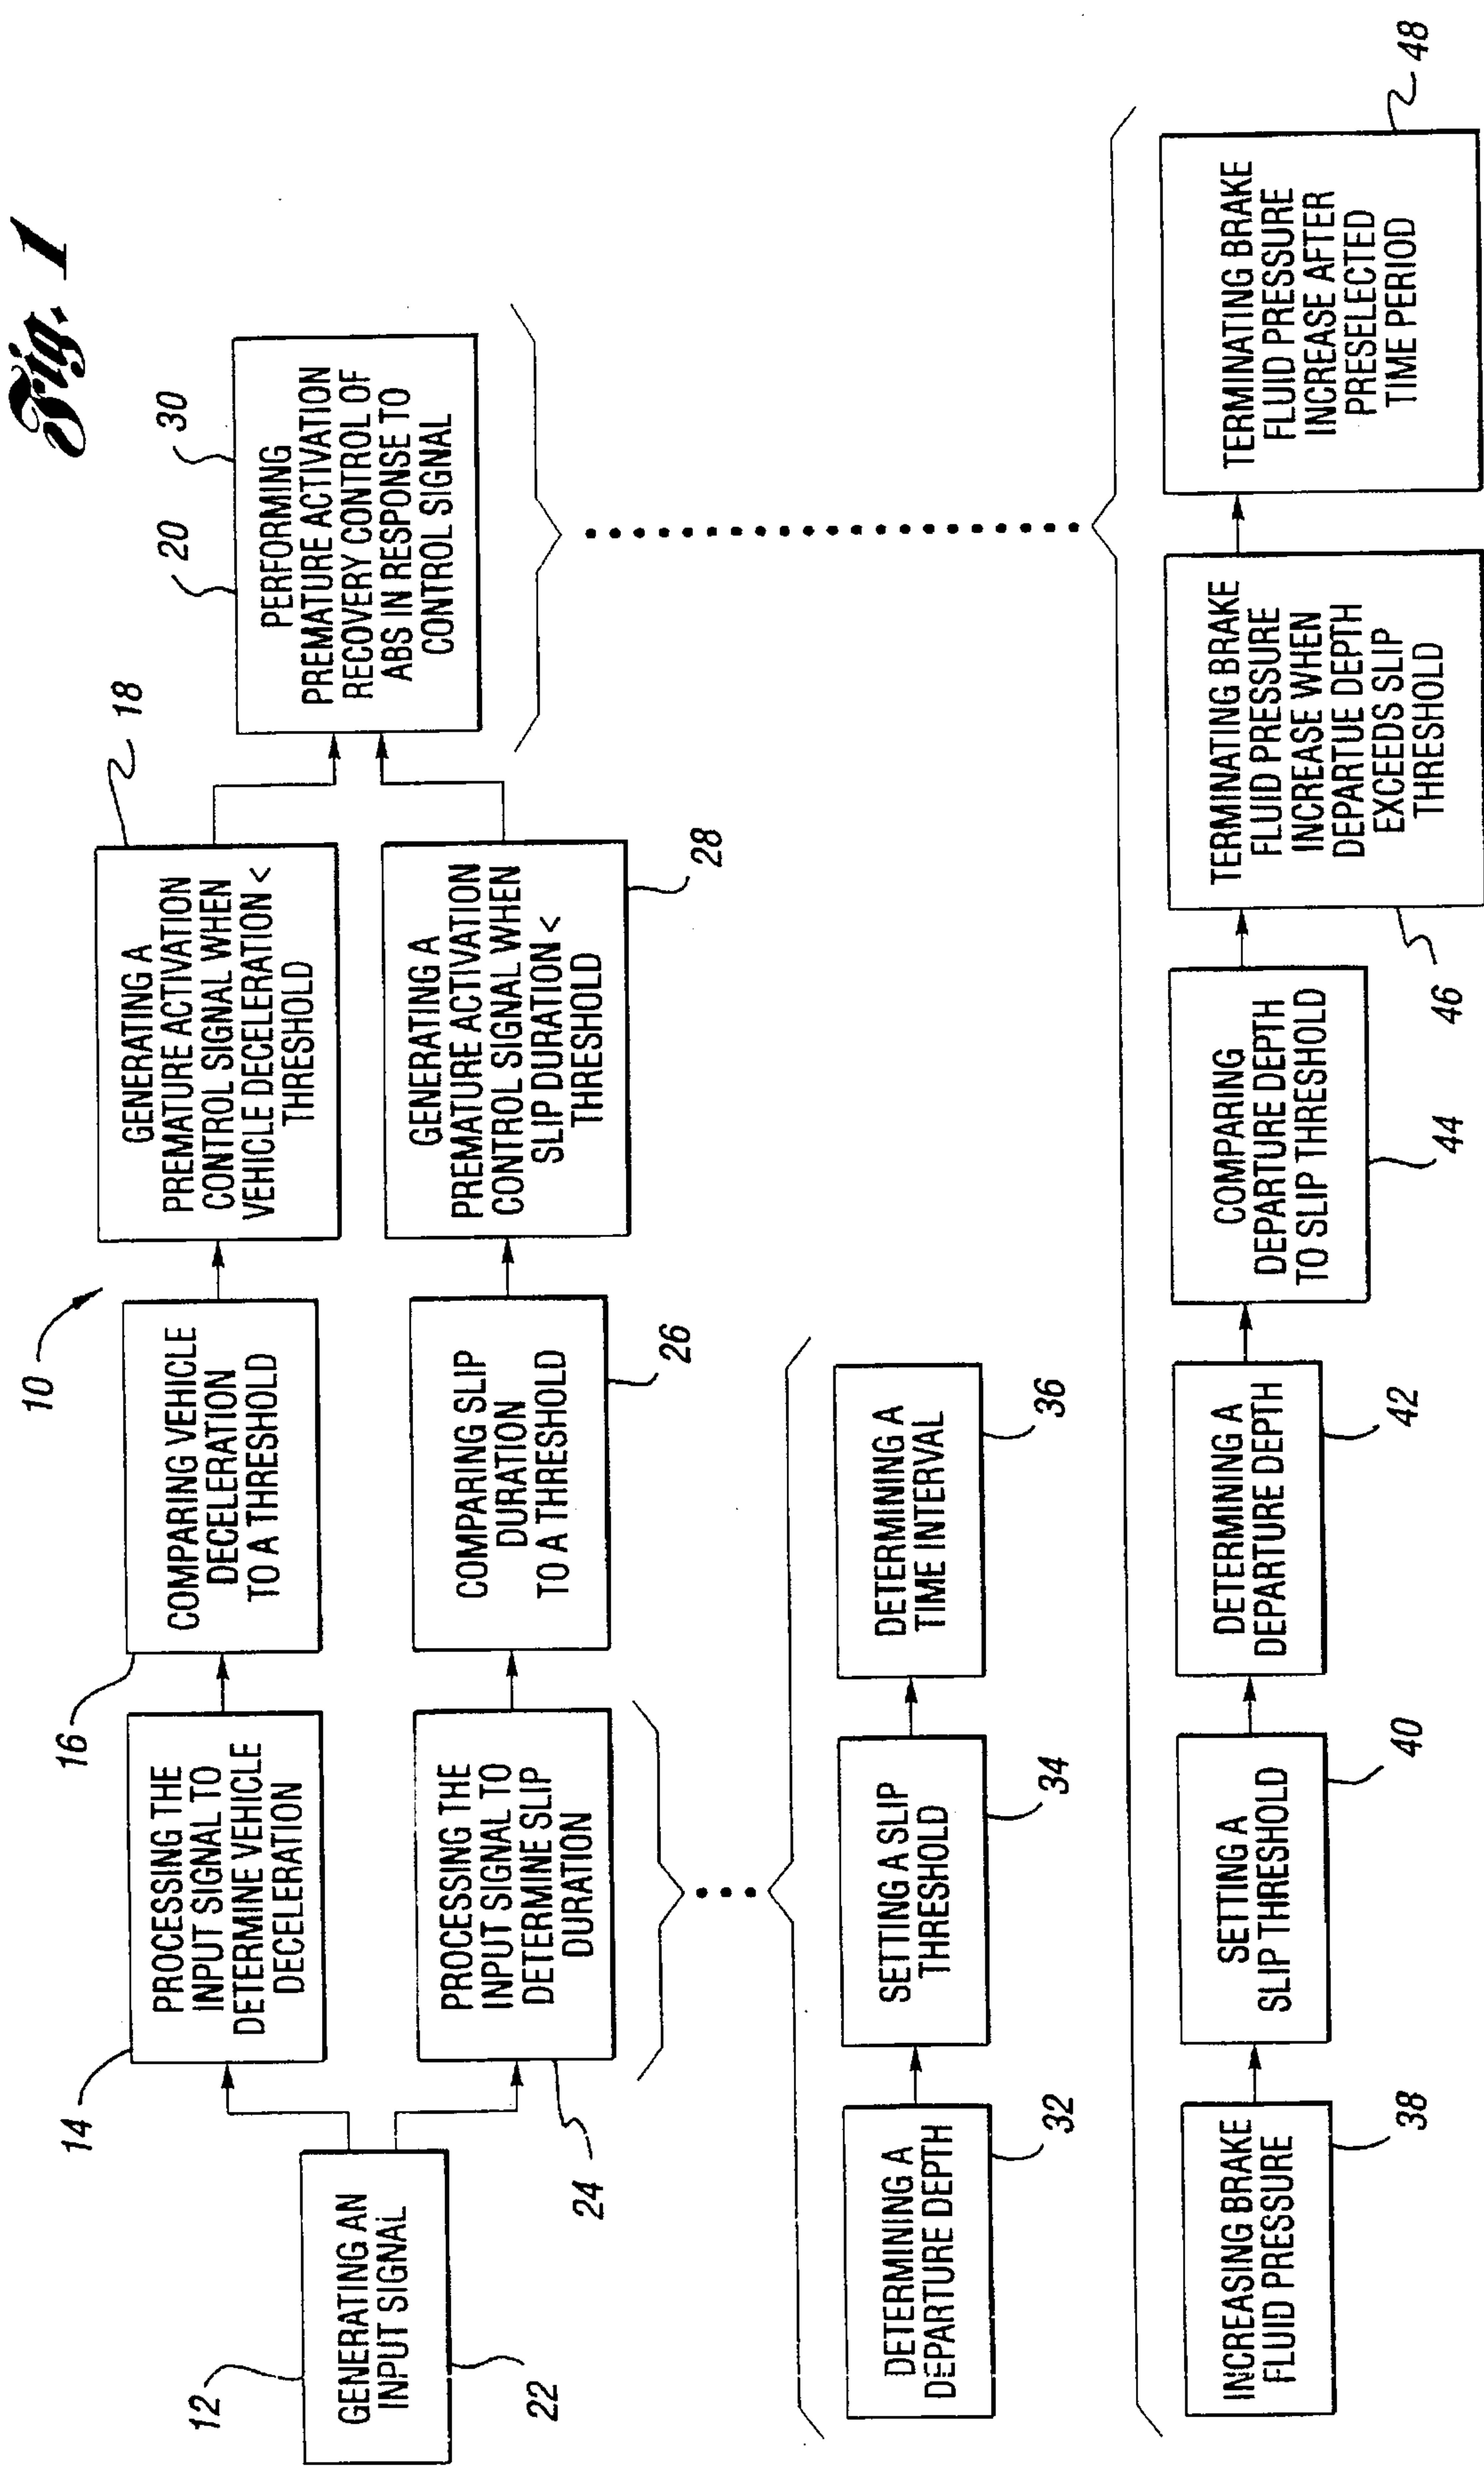 Fig. 1
10
12
GENERATING AN
INPUT SIGNAL
22
14
PROCESSING THE
INPUT SIGNAL TO
DETERMINE VEHICLE
DECELERATION
16
COMPARING VEHICLE
DECELERATION
TO A THRESHOLD
18
GENERATING A
PREMATURE ACTIVATION
CONTROL SIGNAL WHEN
VEHICLE DECELERATION <
THRESHOLD
20
30
PERFORMING
PREMATURE ACTIVATION
RECOVERY CONTROL OF
ABS IN RESPONSE TO
CONTROL SIGNAL
24
PROCESSING THE
INPUT SIGNAL TO
DETERMINE SLIP
DURATION
COMPARING SLIP
DURATION
TO A THRESHOLD
26
GENERATING A
PREMATURE ACTIVATION
CONTROL SIGNAL WHEN
SLIP DURATION <
THRESHOLD
28
DETERMINING A
DEPARTURE DEPTH
32
SETTING A SLIP
THRESHOLD
34
DETERMINING A
TIME INTERVAL
36
INCREASING BRAKE
FLUID PRESSURE
38
SETTING A
SLIP THRESHOLD
40
DETERMINING A
DEPARTURE DEPTH
42
COMPARING
DEPARTURE DEPTH
TO SLIP THRESHOLD
44
TERMINATING BRAKE
FLUID PRESSURE
INCREASE WHEN
DEPARTUE DEPTH
EXCEEDS SLIP
THRESHOLD
46
TERMINATING BRAKE
FLUID PRESSURE
INCREASE AFTER
PRESELECTED
TIME PERIOD
48